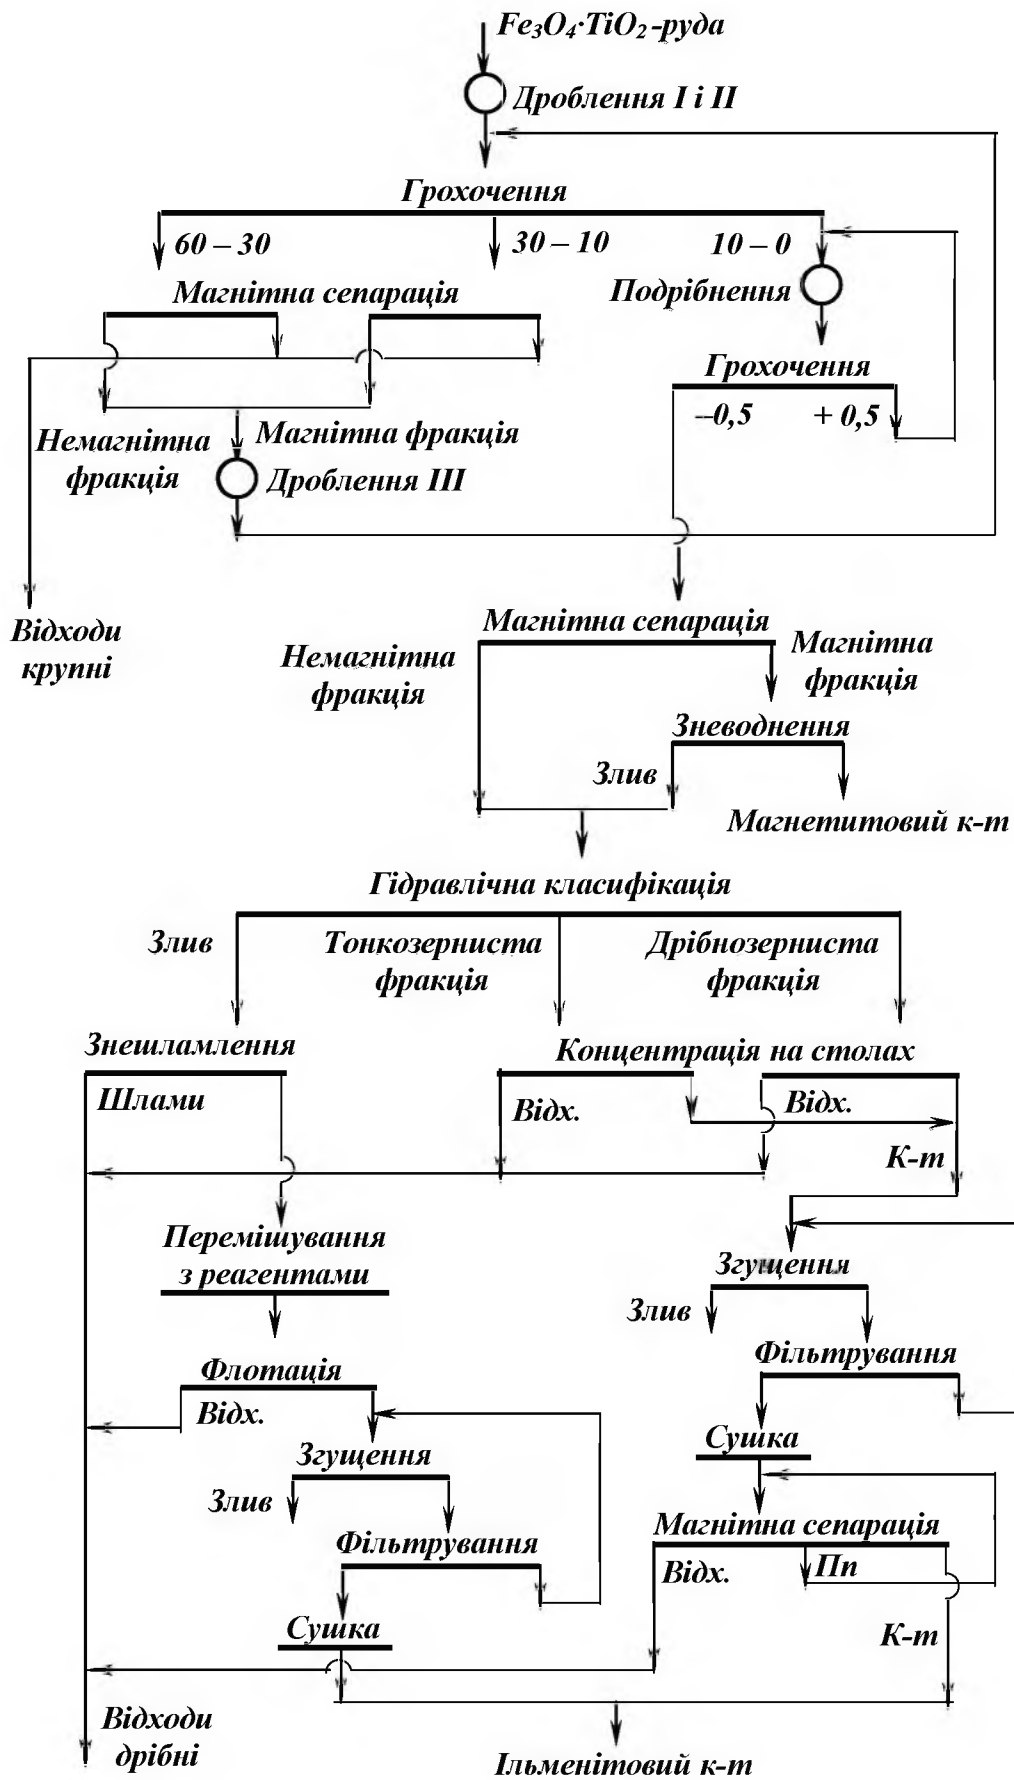 Fe₃O₄·TiO₂-руда
Дроблення I і II
Грохочення
60 – 30
30 – 10
10 – 0
Магнітна сепарація
Подрібнення
Грохочення
–0,5
+ 0,5
Немагнітна
фракція
Магнітна фракція
Дроблення III
Відходи
крупні
Магнітна сепарація
Немагнітна
фракція
Магнітна
фракція
Зневоднення
Злив
Магнетитовий к-т
Гідравлічна класифікація
Злив
Тонкозерниста
фракція
Дрібнозерниста
фракція
Знешламлення
Концентрація на столах
Шлами
Відх.
Відх.
К-т
Перемішування
з реагентами
Згущення
Злив
Фільтрування
Флотація
Відх.
Сушка
Згущення
Злив
Магнітна сепарація
Фільтрування
Відх.
Пп
Сушка
К-т
Відходи
дрібні
Ільменітовий к-т